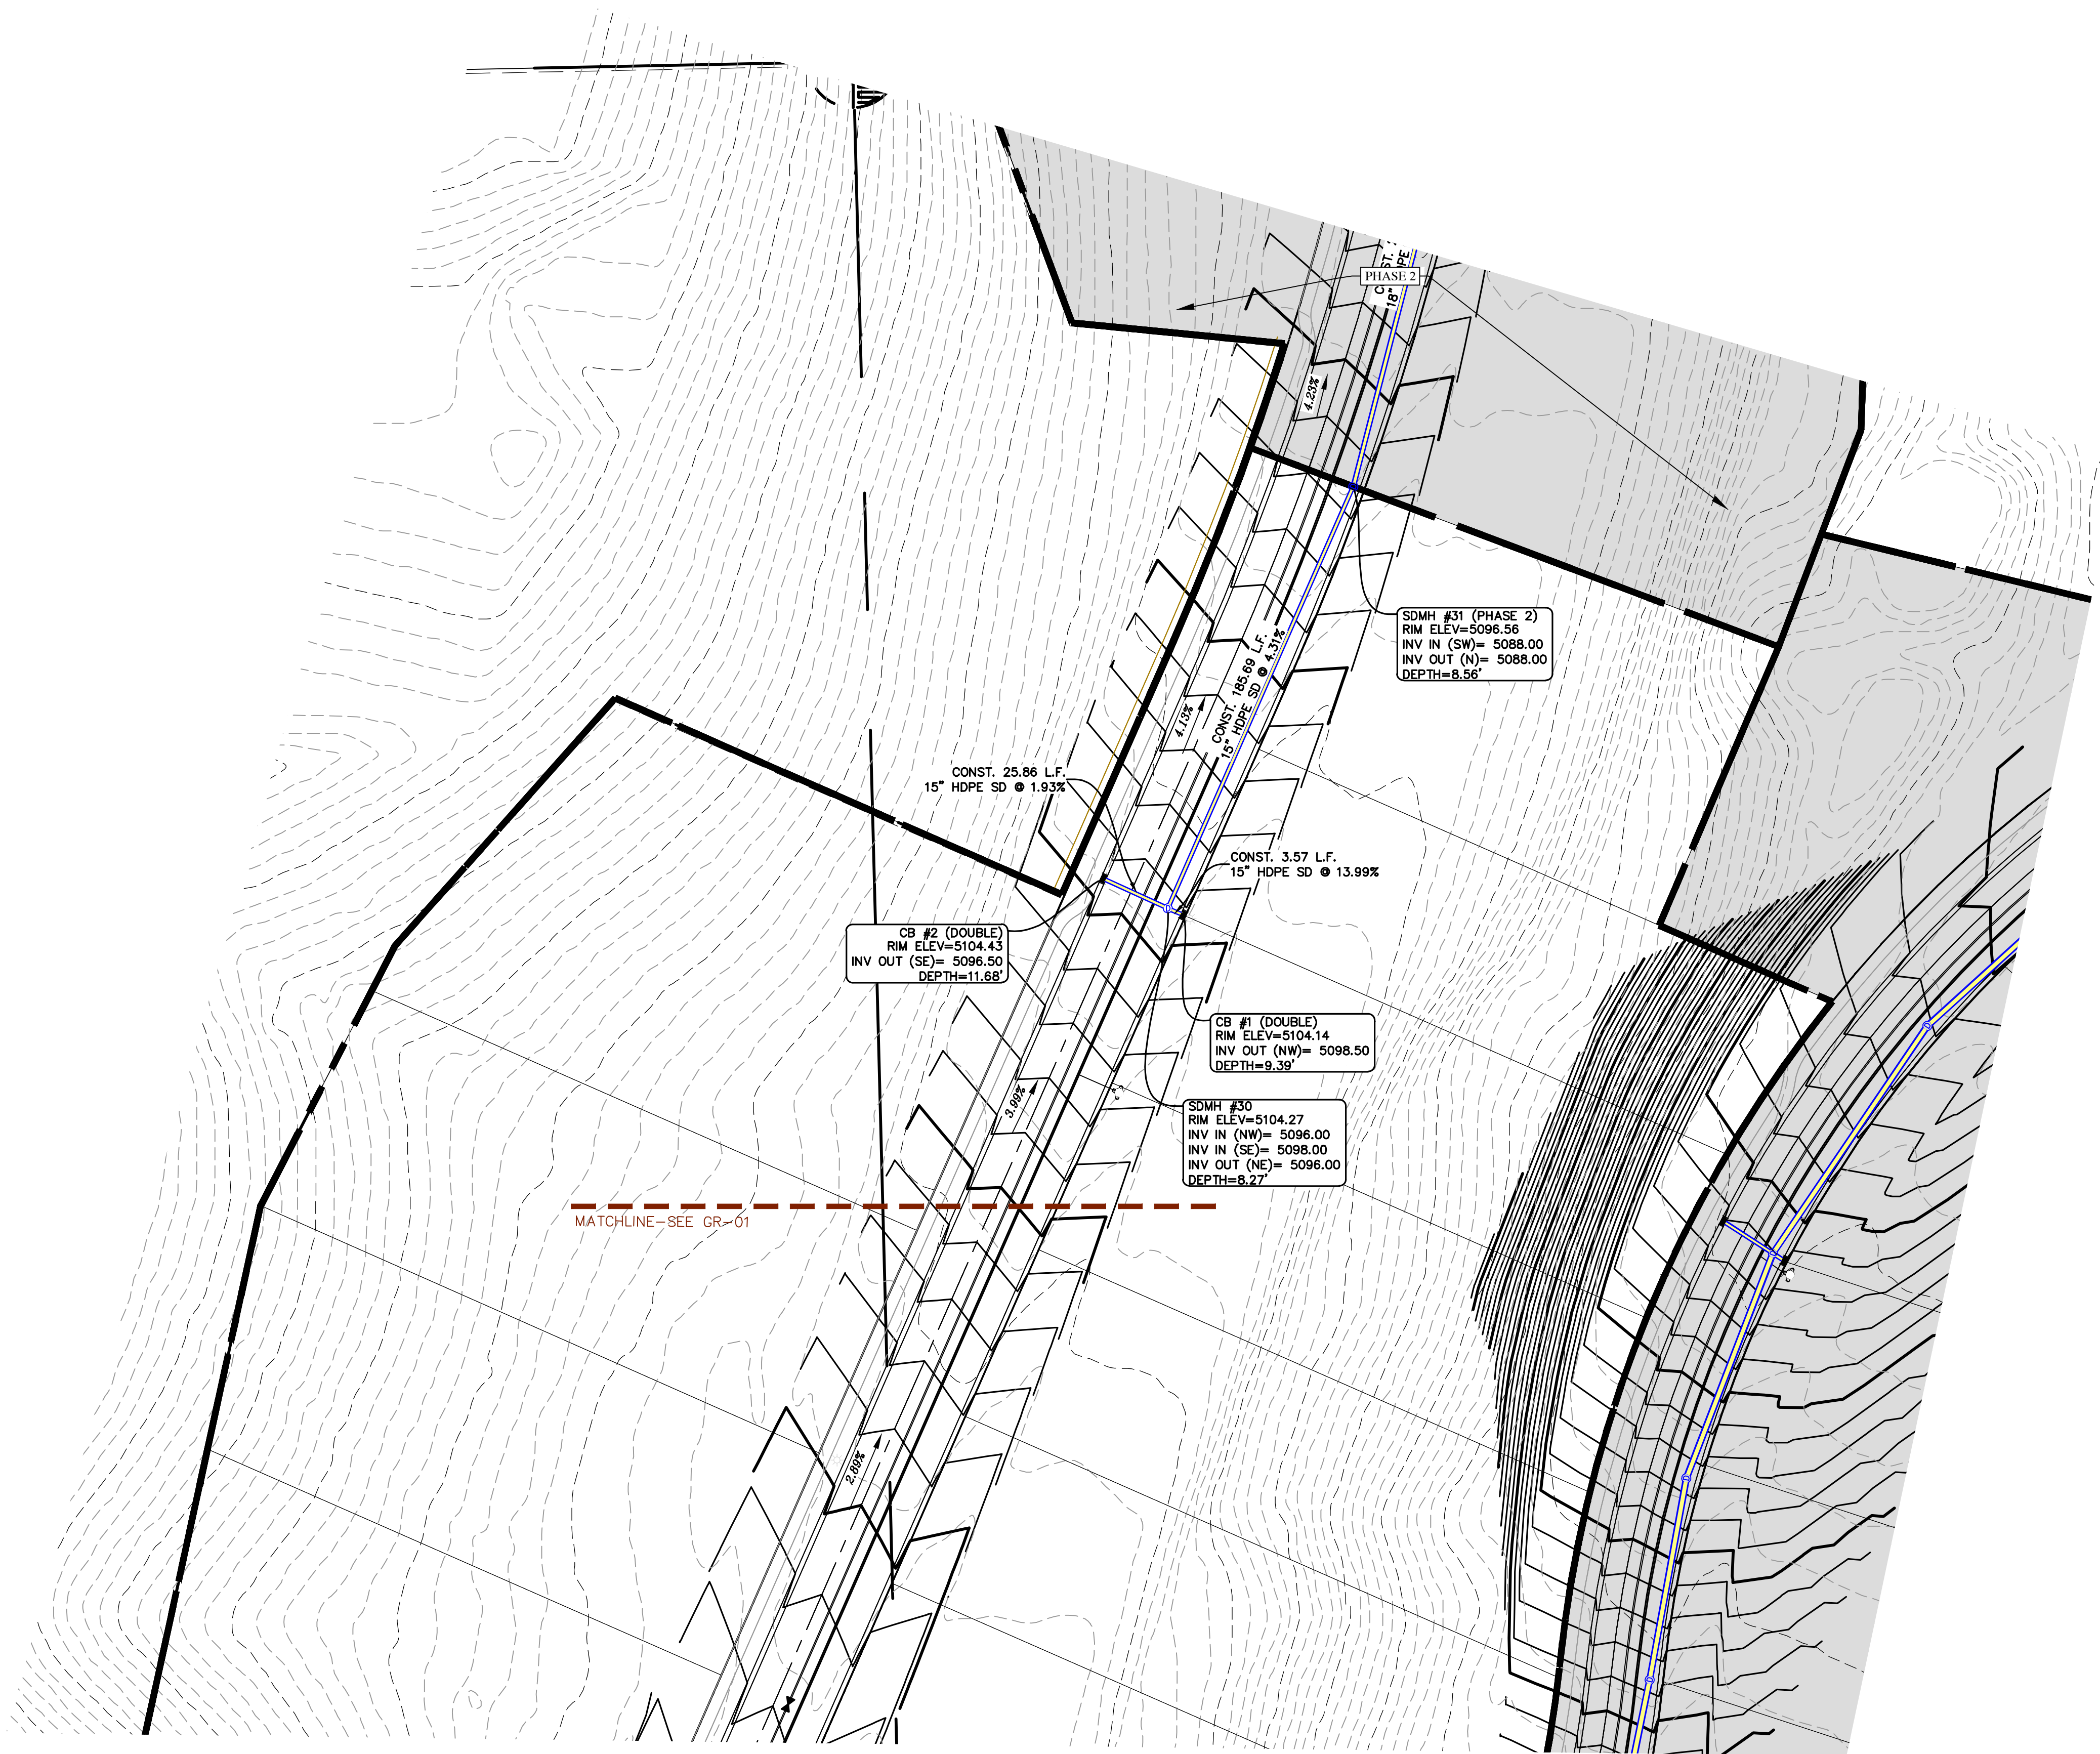 CONST.
18" HDPE
PHASE 2
4.23%
SDMH #31 (PHASE 2)
RIM ELEV=5096.56
INV IN (SW)= 5088.00
INV OUT (N)= 5088.00
DEPTH=8.56'
CONST. 185.69 L.F.
15" HDPE SD @ 4.31%
4.13%
CONST. 25.86 L.F.
15" HDPE SD @ 1.93%
CONST. 3.57 L.F.
15" HDPE SD @ 13.99%
CB #2 (DOUBLE)
RIM ELEV=5104.43
INV OUT (SE)= 5096.50
DEPTH=11.68'
CB #1 (DOUBLE)
RIM ELEV=5104.14
INV OUT (NW)= 5098.50
DEPTH=9.39'
3.99%
SDMH #30
RIM ELEV=5104.27
INV IN (NW)= 5096.00
INV IN (SE)= 5098.00
INV OUT (NE)= 5096.00
DEPTH=8.27'
MATCHLINE-SEE GR-01
2.89%